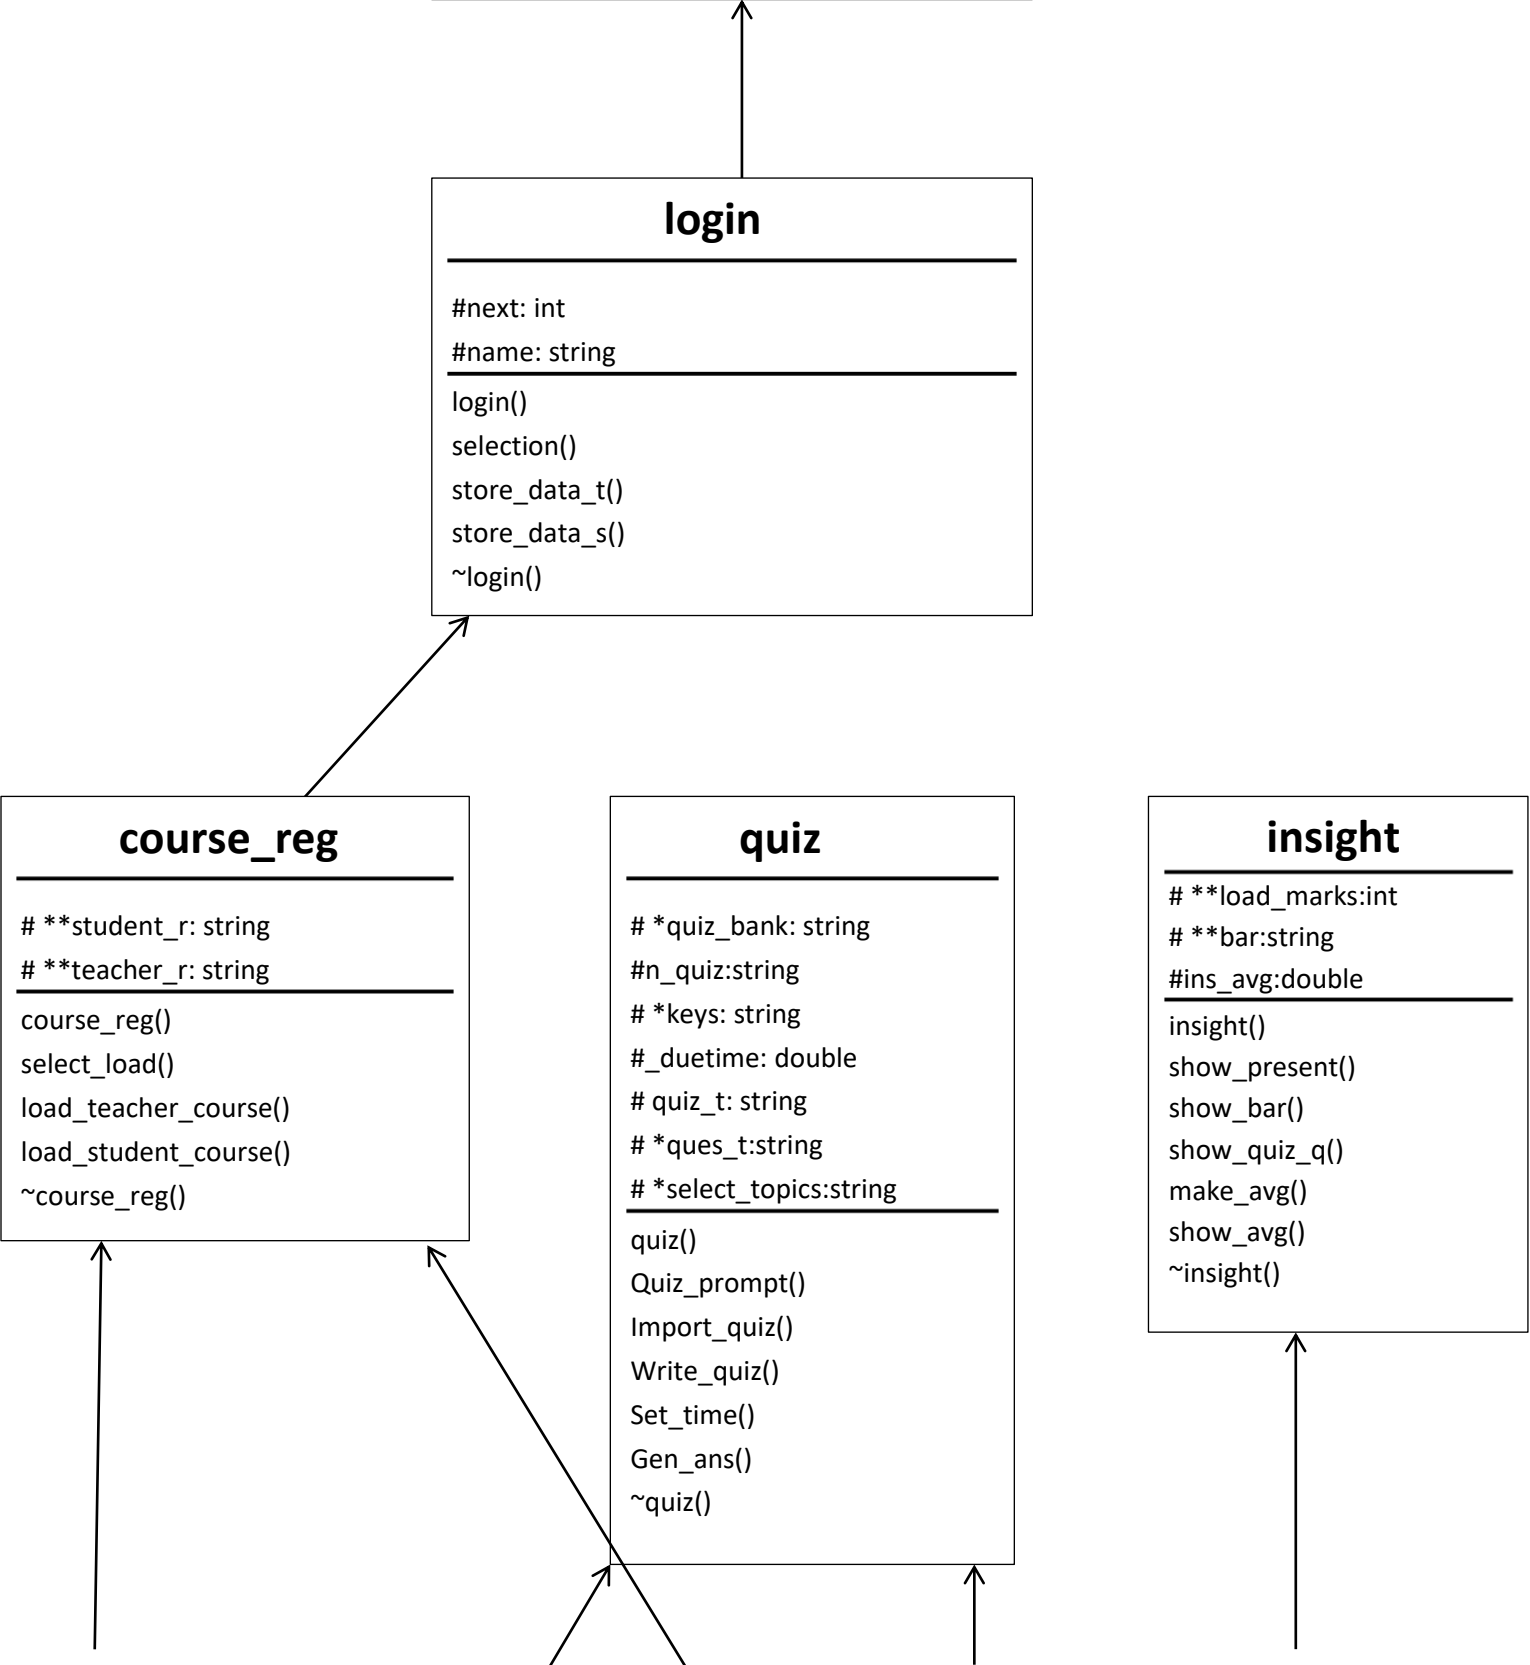 login
#next: int
#name: string
login()
selection()
store_data_t()
store_data_s()
~login()
course_reg
# **student_r: string
# **teacher_r: string
course_reg()
select_load()
load_teacher_course()
load_student_course()
~course_reg()
quiz
# *quiz_bank: string
#n_quiz:string
# *keys: string
#_duetime: double
# quiz_t: string
# *ques_t:string
# *select_topics:string
quiz()
Quiz_prompt()
Import_quiz()
Write_quiz()
Set_time()
Gen_ans()
~quiz()
insight
# **load_marks:int
# **bar:string
#ins_avg:double
insight()
show_present()
show_bar()
show_quiz_q()
make_avg()
show_avg()
~insight()